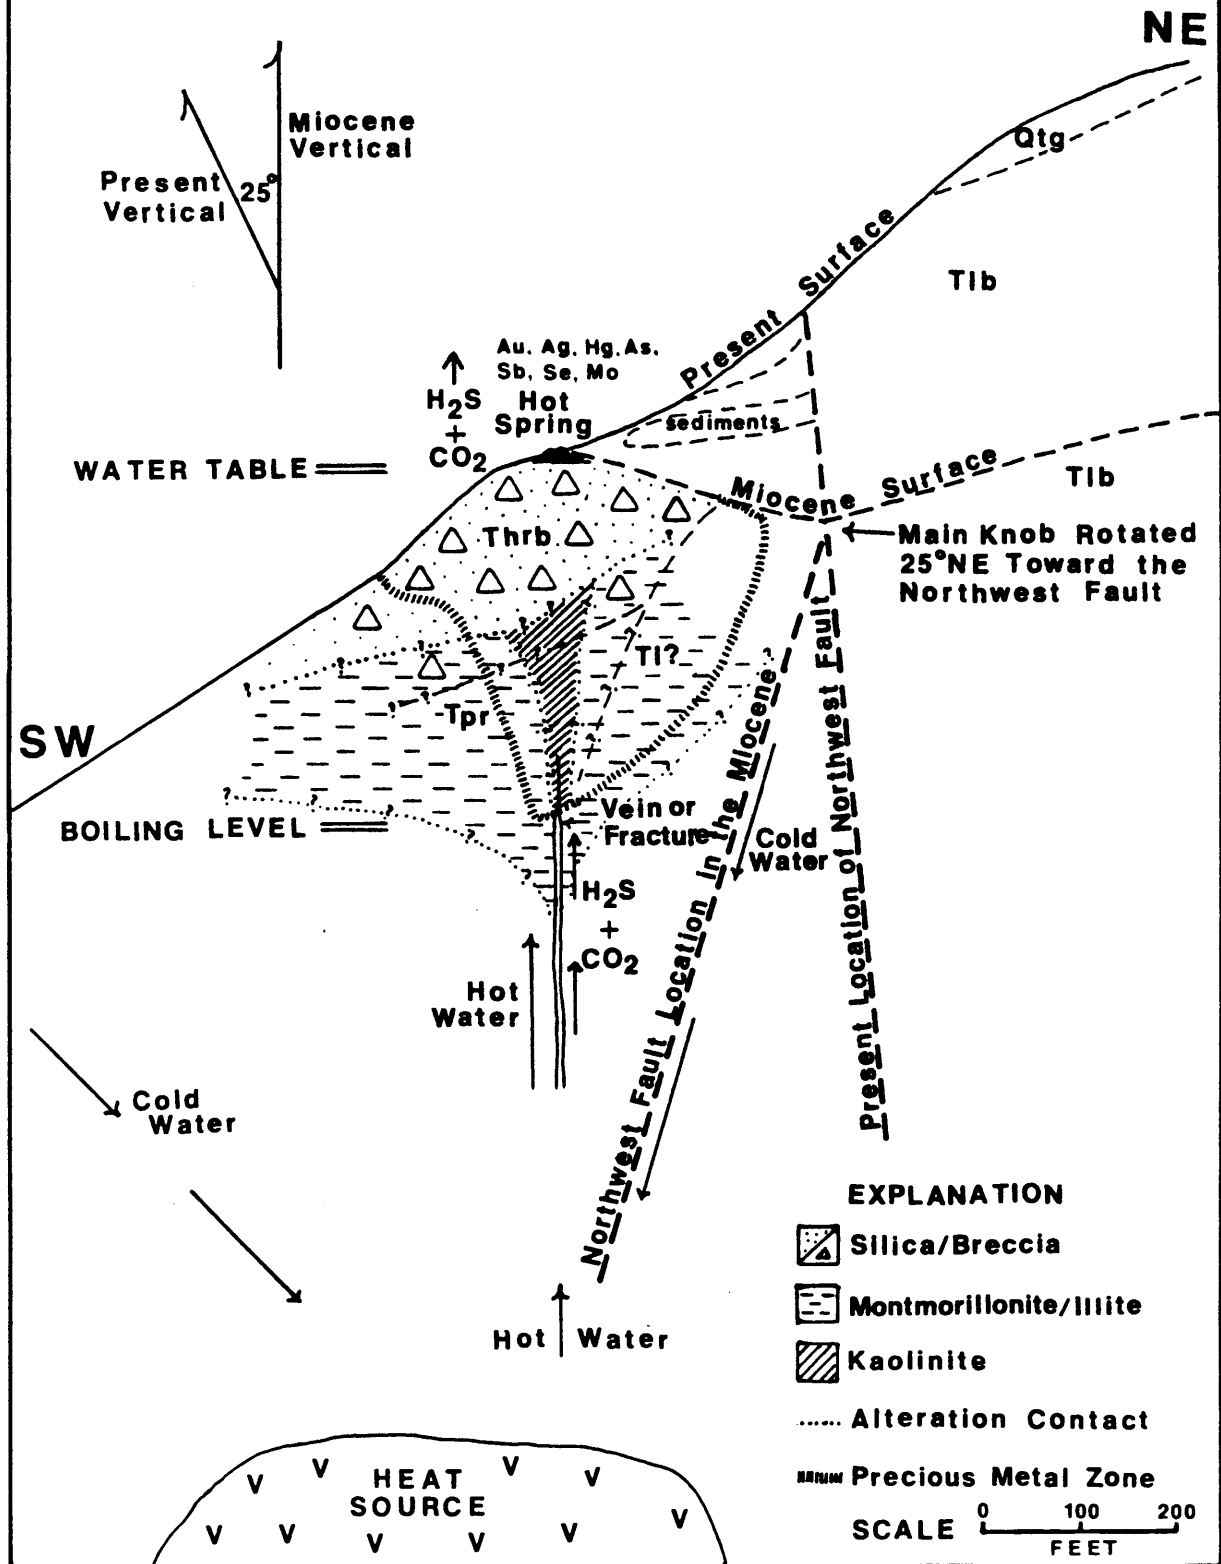 NE
Miocene
Vertical
Present
Vertical
25°
Qtg
Present Surface
Tlb
Au, Ag, Hg, As,
Sb, Se, Mo
H2S
+
CO2
Hot
Spring
sediments
WATER TABLE
Miocene Surface
Tlb
Thrb
Main Knob Rotated
25°NE Toward the
Northwest Fault
Tl?
Tpr
SW
? ? ? ? ? ? ? ? ? ? ? ? ? ?
BOILING LEVEL
Vein or
Fracture
Cold
Water
H2S
+
CO2
Hot
Water
Northwest Fault Location in the Miocene
Present Location of Northwest Fault
Cold
Water
Hot Water
HEAT
SOURCE
V V V V V V V V V V
EXPLANATION
Silica/Breccia
Montmorillonite/Illite
Kaolinite
Alteration Contact
Precious Metal Zone
SCALE 0 100 200
FEET